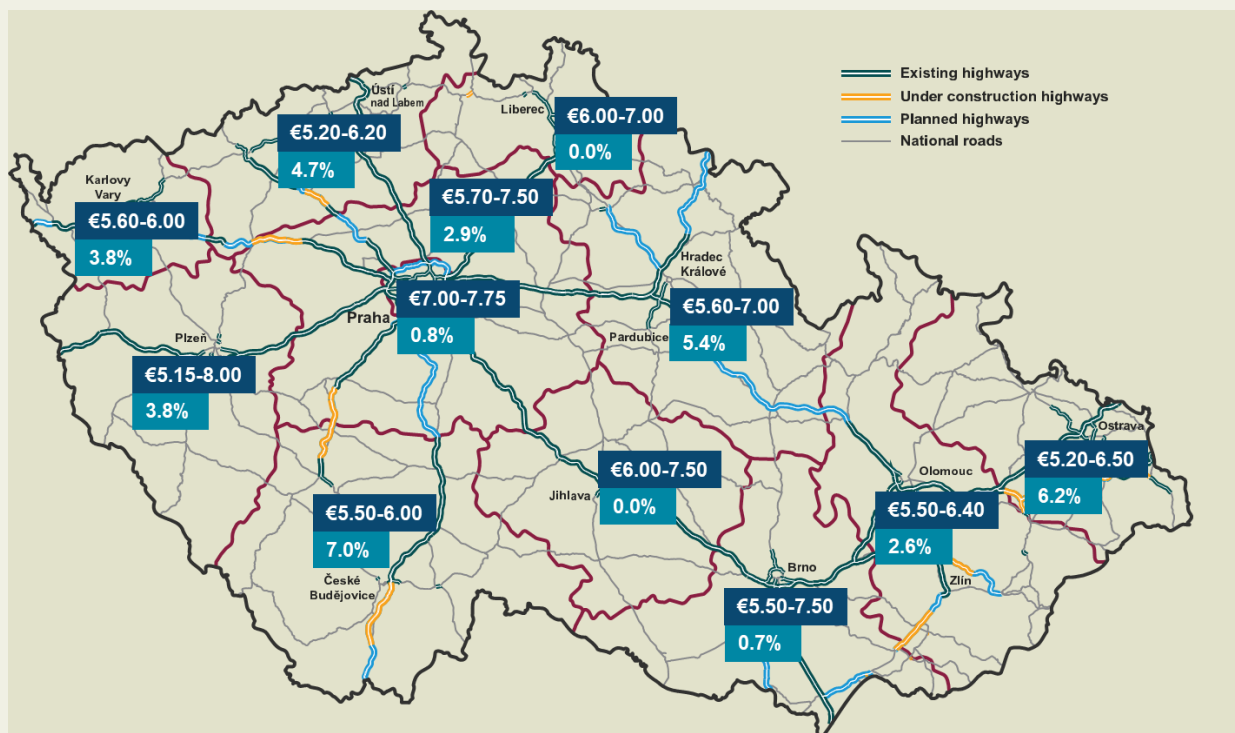 Existing highways
Under construction highways
Planned highways
National roads
Ústí
nad Labem
€5.20-6.20
4.7%
Liberec
€6.00-7.00
0.0%
Karlovy
Vary
€5.60-6.00
3.8%
€5.70-7.50
2.9%
Hradec
Králové
Praha
€7.00-7.75
0.8%
Pardubice
€5.60-7.00
5.4%
Plzeň
€5.15-8.00
3.8%
Jihlava
€6.00-7.50
0.0%
Olomouc
€5.50-6.40
2.6%
Ostrava
€5.20-6.50
6.2%
€5.50-6.00
7.0%
České
Budějovice
Brno
€5.50-7.50
0.7%
Zlín